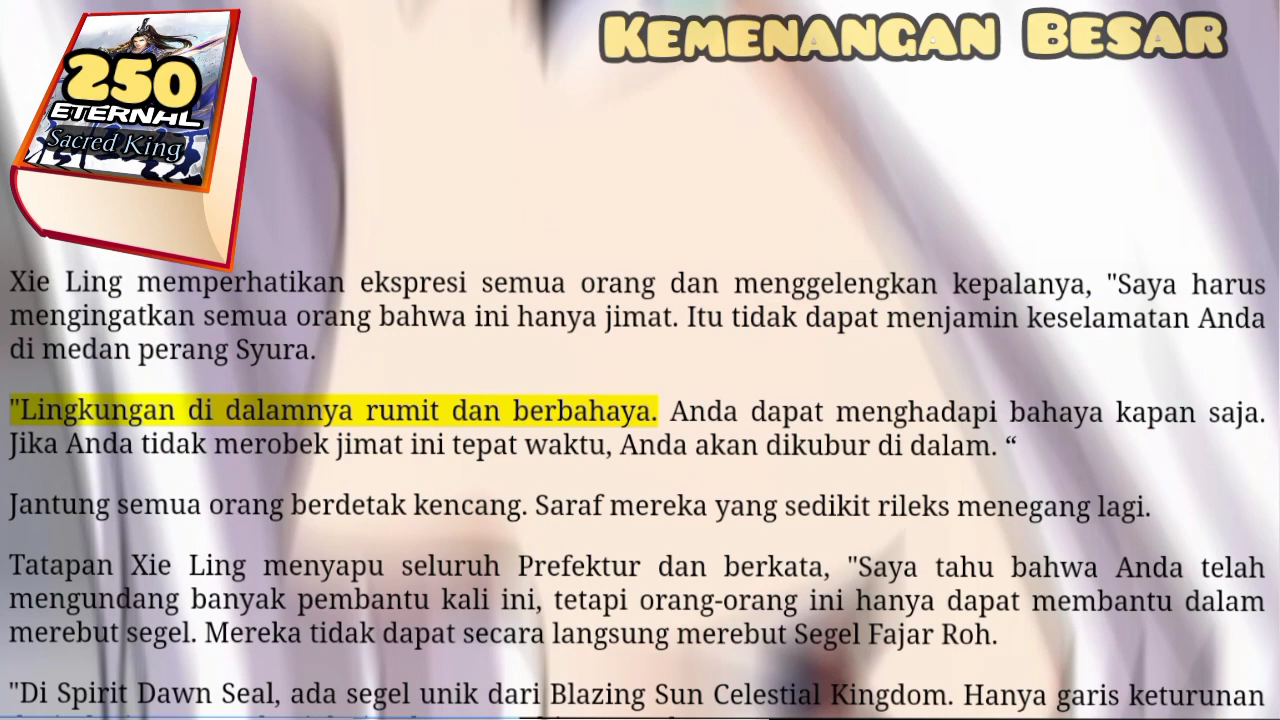 Kemenangan Besar
250
ETERNAL
Sacred King
Xie Ling memperhatikan ekspresi semua orang dan menggelengkan kepalanya, "Saya harus
mengingatkan semua orang bahwa ini hanya jimat. Itu tidak dapat menjamin keselamatan Anda
di medan perang Syura.
"Lingkungan di dalamnya rumit dan berbahaya. Anda dapat menghadapi bahaya kapan saja.
Jika Anda tidak merobek jimat ini tepat waktu, Anda akan dikubur di dalam. “
Jantung semua orang berdetak kencang. Saraf mereka yang sedikit rileks menegang lagi.
Tatapan Xie Ling menyapu seluruh Prefektur dan berkata, "Saya tahu bahwa Anda telah
mengundang banyak pembantu kali ini, tetapi orang-orang ini hanya dapat membantu dalam
merebut segel. Mereka tidak dapat secara langsung merebut Segel Fajar Roh.
"Di Spirit Dawn Seal, ada segel unik dari Blazing Sun Celestial Kingdom. Hanya garis keturunan